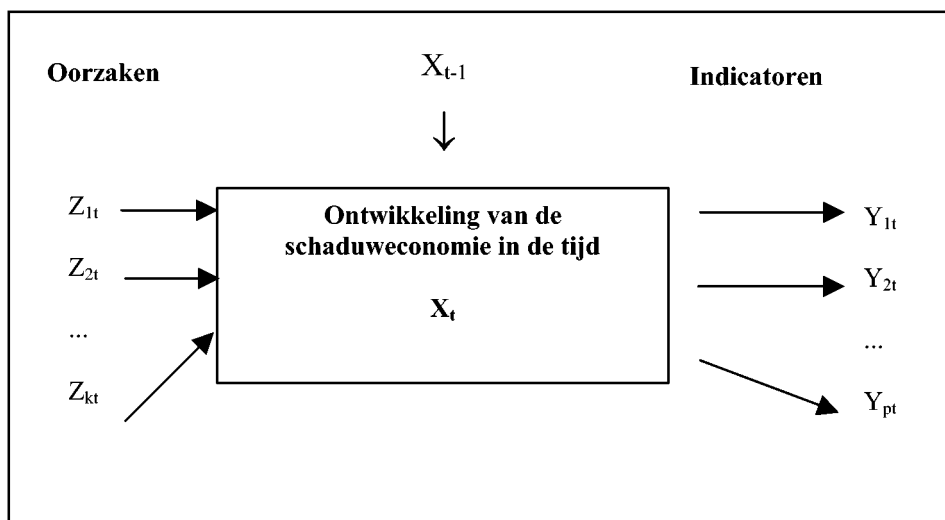 Oorzaken
X_{t-1}
Indicatoren
Z_{1t}
Z_{2t}
...
Z_{kt}
Ontwikkeling van de
schaduweconomie in de tijd
X_t
Y_{1t}
Y_{2t}
...
Y_{pt}